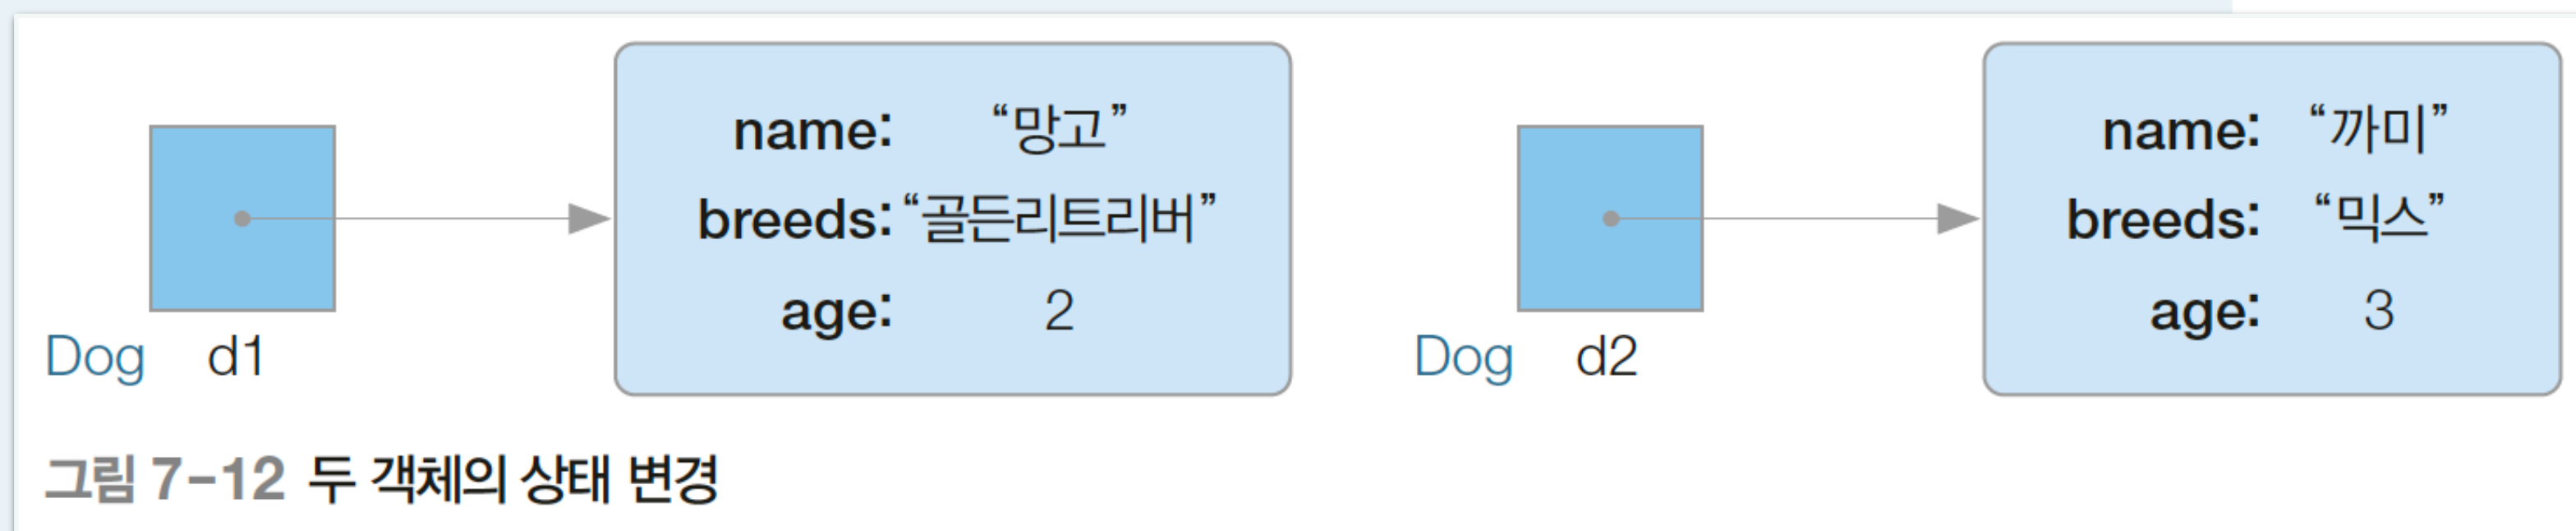 name: “망고”
breeds: “골든리트리버”
age: 2
Dog d1
name: “까미”
breeds: “믹스”
age: 3
Dog d2
그림 7-12 두 객체의 상태 변경